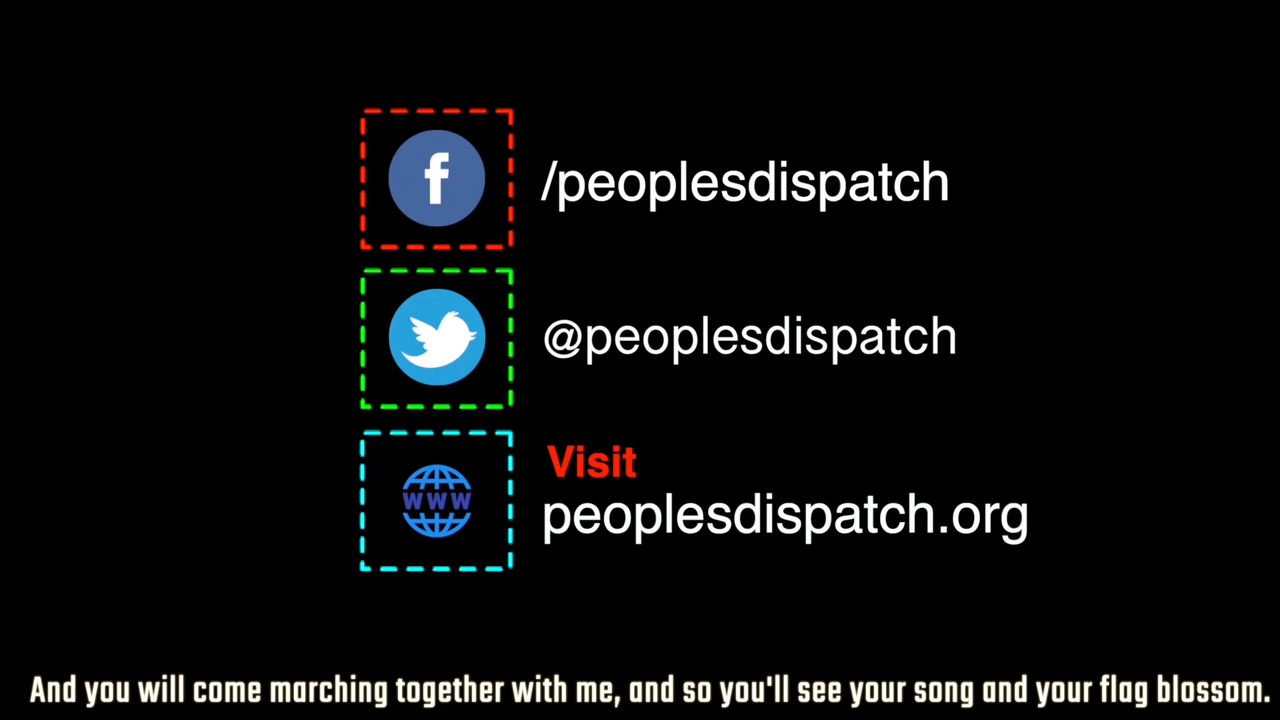 f
/peoplesdispatch
@peoplesdispatch
Visit
WWW
peoplesdispatch.org
And you will come marching together with me, and so you'll see your song and your flag blossom.